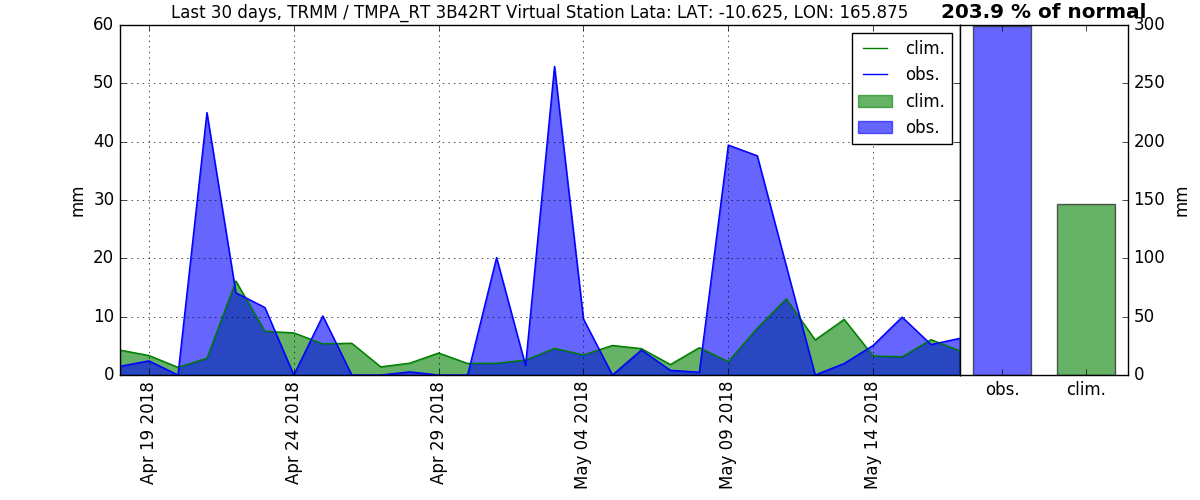 Last 30 days, TRMM / TMPA_RT 3B42RT Virtual Station Lata: LAT: -10.625, LON: 165.875
203.9 % of normal
60
50
40
30
20
10
0
mm
clim.
obs.
clim.
obs.
300
250
200
150
100
50
0
mm
obs.
clim.
Apr 19 2018
Apr 24 2018
Apr 29 2018
May 04 2018
May 09 2018
May 14 2018